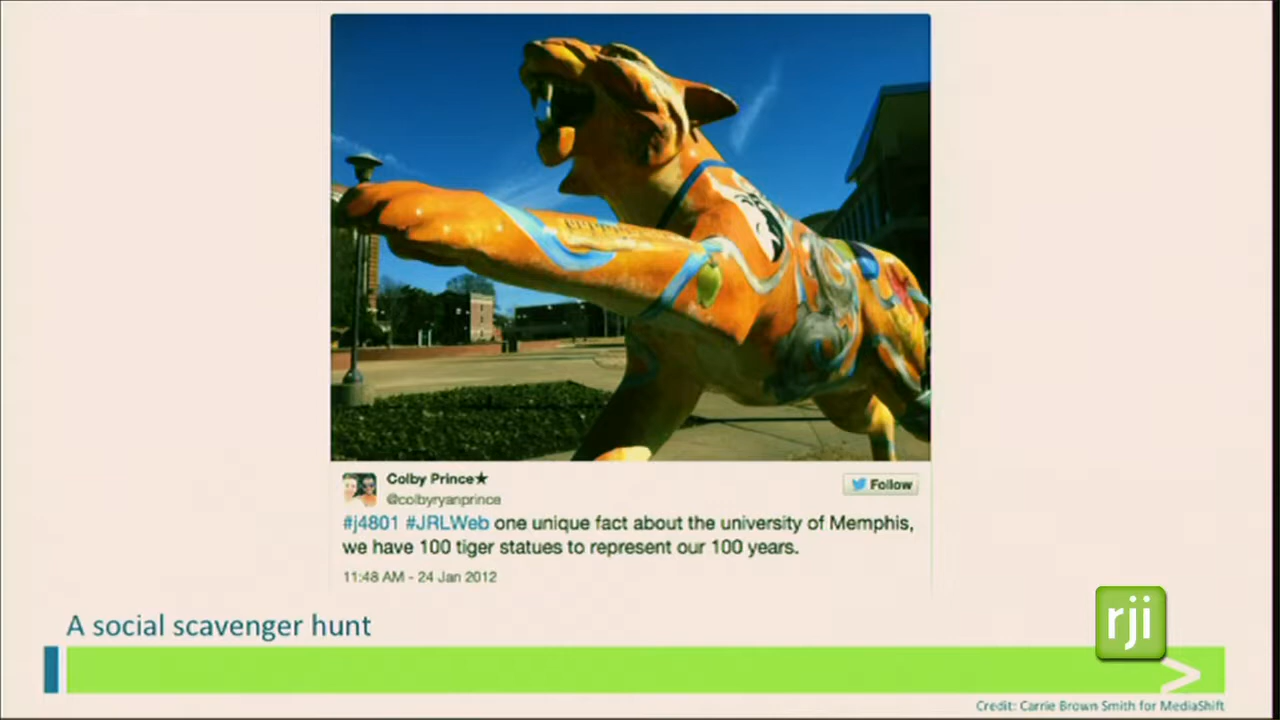 Colby Prince★
@colbyryanprince
Follow
#j4801 #JRLWeb one unique fact about the university of Memphis,
we have 100 tiger statues to represent our 100 years.
11:48 AM - 24 Jan 2012
A social scavenger hunt
rji
>
Credit: Carrie Brown Smith for MediaShift